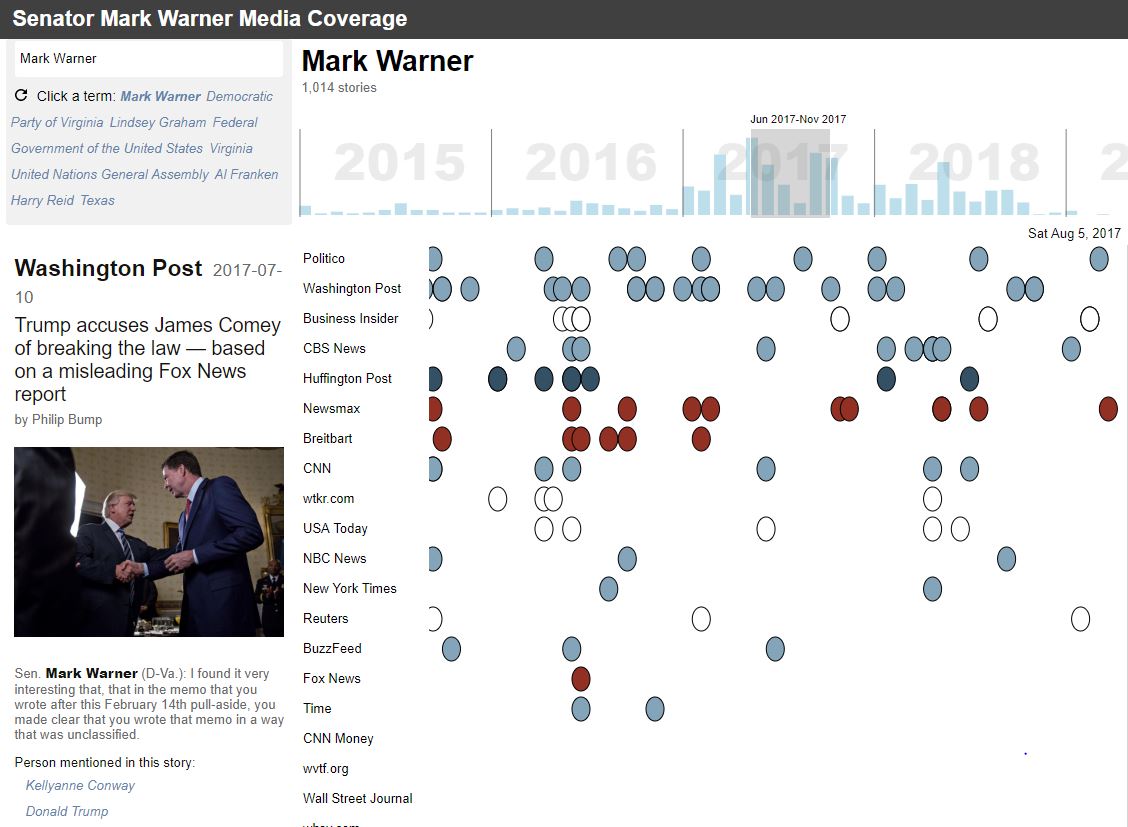 Senator Mark Warner Media Coverage
Mark Warner
Click a term: Mark Warner Democratic
Party of Virginia Lindsey Graham Federal
Government of the United States Virginia
United Nations General Assembly Al Franken
Harry Reid Texas
Washington Post 2017-07-
10
Trump accuses James Comey
of breaking the law — based
on a misleading Fox News
report
by Philip Bump
Sen. Mark Warner (D-Va.): I found it very
interesting that, that in the memo that you
wrote after this February 14th pull-aside, you
made clear that you wrote that memo in a way
that was unclassified.
Person mentioned in this story:
Kellyanne Conway
Donald Trump
Mark Warner
1,014 stories
Jun 2017-Nov 2017
2015 2016 2017 2018 2
Sat Aug 5, 2017
Politico
Washington Post
Business Insider
CBS News
Huffington Post
Newsmax
Breitbart
CNN
wtkr.com
USA Today
NBC News
New York Times
Reuters
BuzzFeed
Fox News
Time
CNN Money
wvtf.org
Wall Street Journal